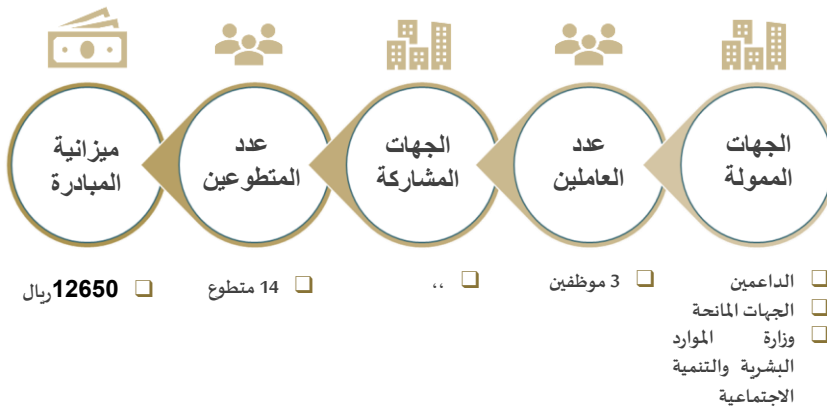 الجهات
الممولة
عدد
العاملين
الجهات
المشاركة
عدد
المتطوعين
ميزانية
المبادرة
الداعمين
الجهات المانحة
وزارة الموارد
البشرية والتنمية
الاجتماعية
3 موظفين
،،
14 متطوع
12650ريال